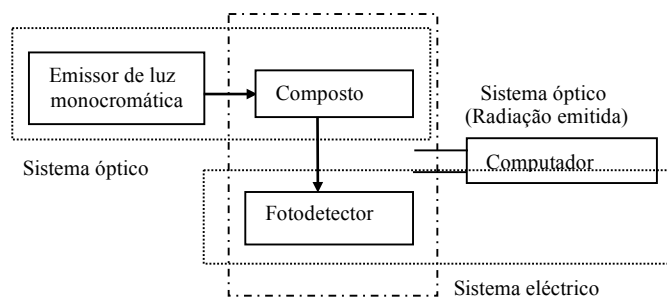 Emissor de luz
monocromática
Composto
Sistema óptico
(Radiação emitida)
Computador
Sistema óptico
Fotodetector
Sistema eléctrico